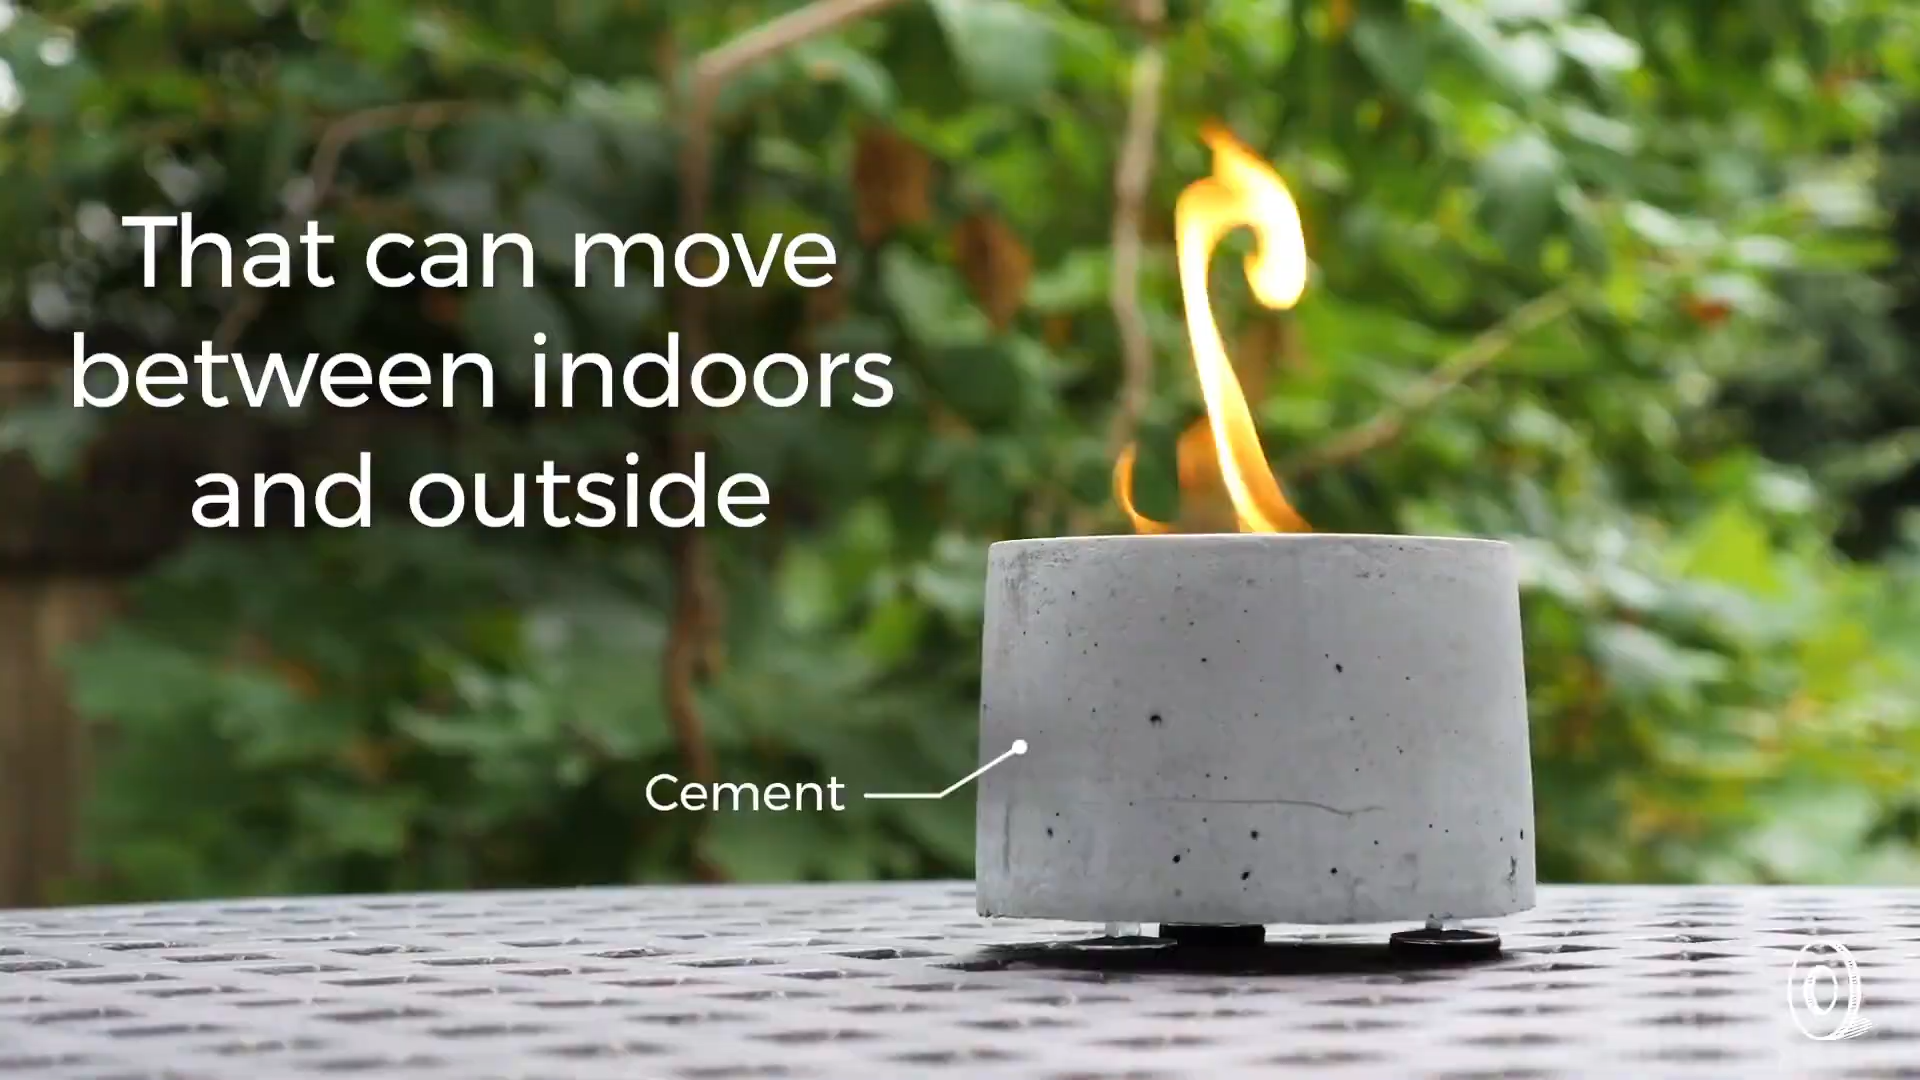 That can move
between indoors
and outside
Cement